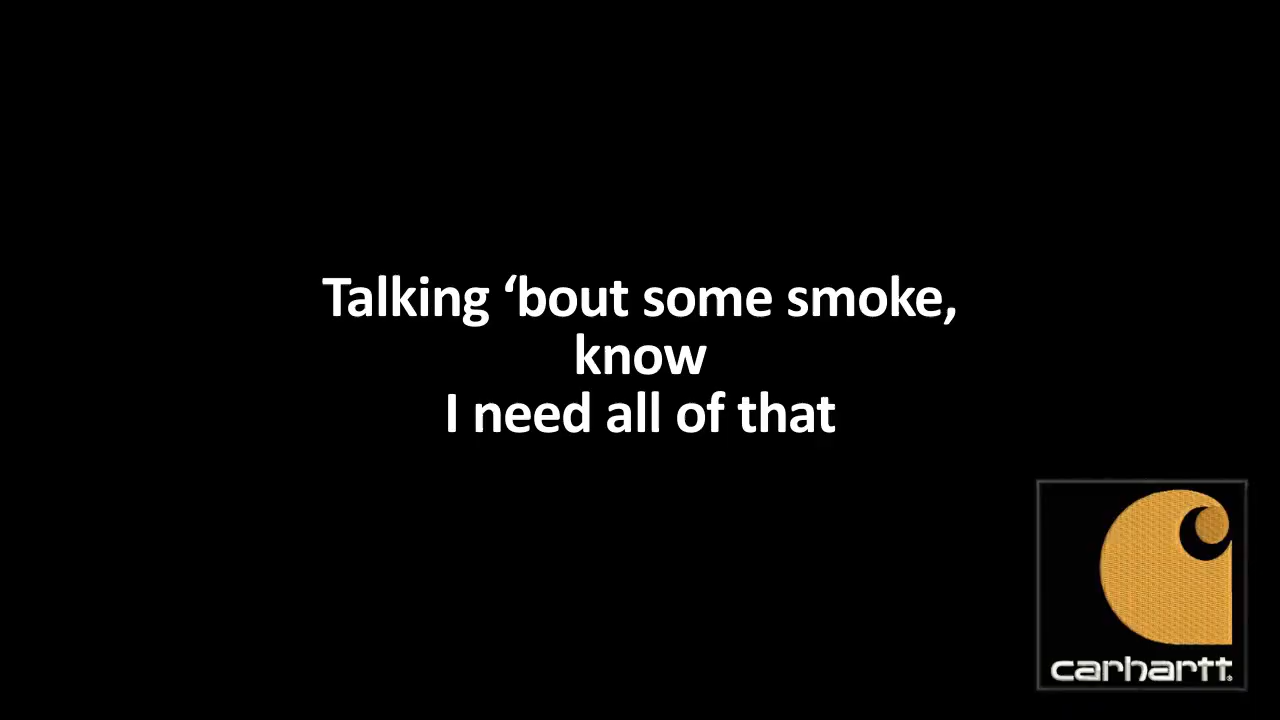 Talking ‘bout some smoke,
know
I need all of that
carhartt®